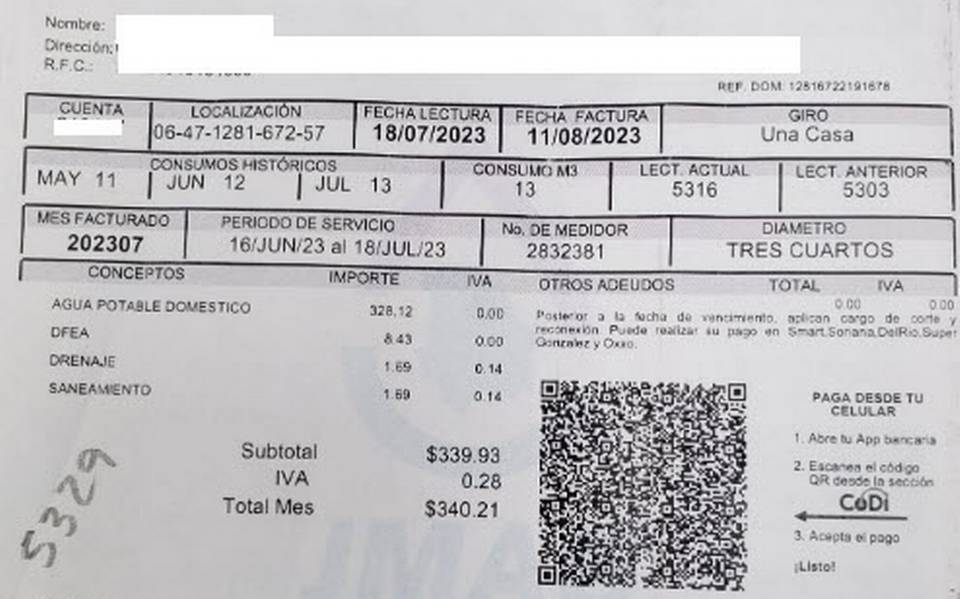 Nombre:
Dirección:
R.F.C.:
REF. DOM: 12816722191678
CUENTA LOCALIZACIÓN FECHA LECTURA FECHA FACTURA GIRO
06-47-1281-672-57 18/07/2023 11/08/2023 Una Casa
CONSUMOS HISTÓRICOS CONSUMO M3 LECT. ACTUAL LECT. ANTERIOR
MAY 11 JUN 12 JUL 13 13 5316 5303
MES FACTURADO PERIODO DE SERVICIO No. DE MEDIDOR DIAMETRO
202307 16/JUN/23 al 18/JUL/23 2832381 TRES CUARTOS
CONCEPTOS IMPORTE IVA OTROS ADEUDOS TOTAL IVA
0.00 0.00
AGUA POTABLE DOMESTICO 328.12 0.00
DFEA 8.43 0.00
DRENAJE 1.69 0.14
SANEAMIENTO 1.69 0.14
Posterior a la fecha de vencimiento, aplican cargo de corte y
reconexión. Puede realizar su pago en Smart,Soriana,DelRio,Super
Gonzalez y Oxxo.
Subtotal $339.93
IVA 0.28
Total Mes $340.21
5329
PAGA DESDE TU
CELULAR
1. Abre tu App bancaria
2. Escanea el código
QR desde la sección
CoDi
3. Acepta el pago
¡Listo!